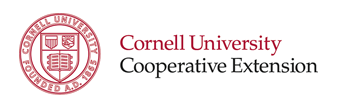 CORNELL UNIVERSITY
FOUNDED A.D. 1865
Cornell University
Cooperative Extension